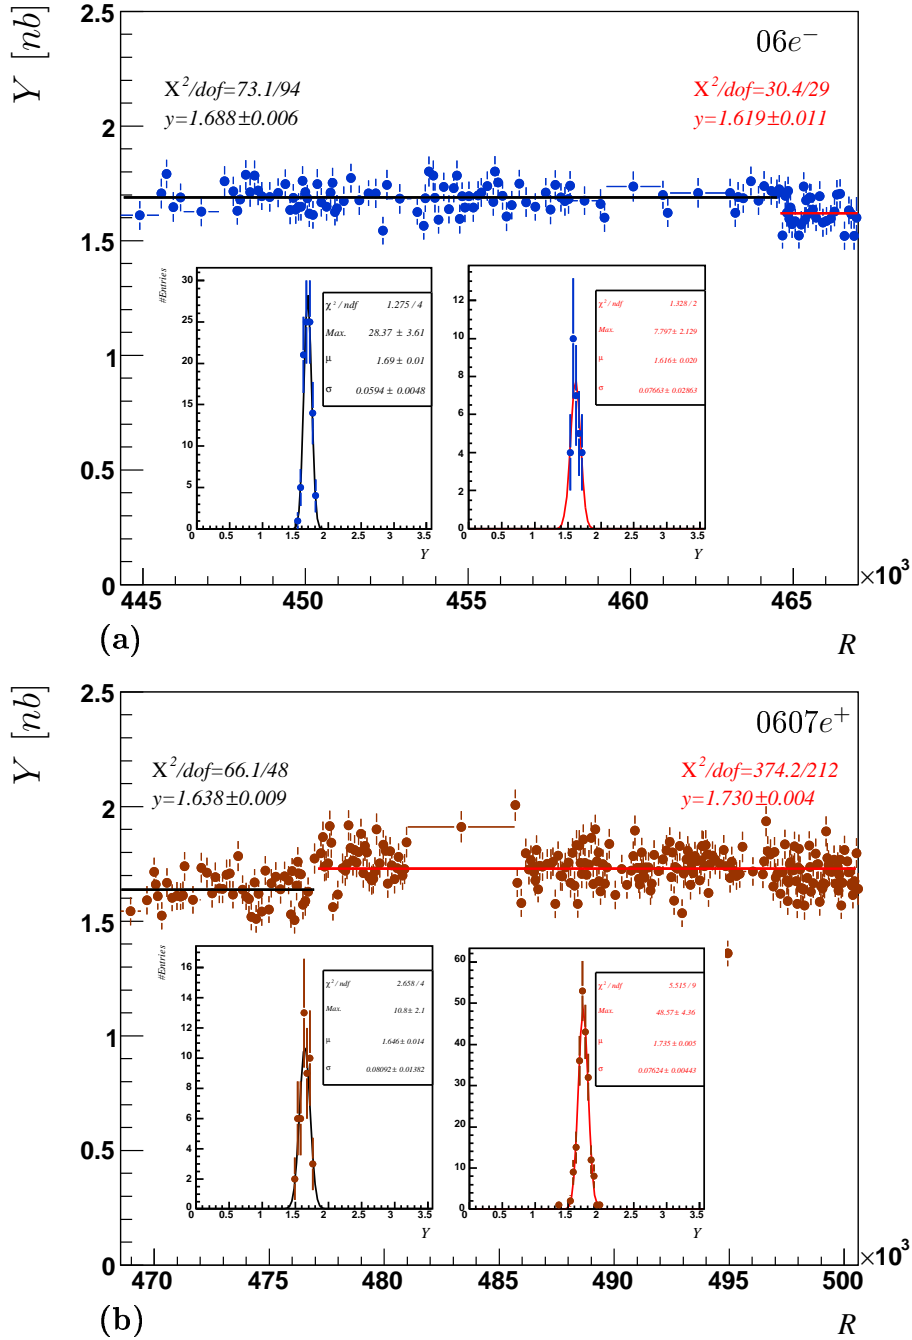 Y [nb]
2.5
2
1.5
1
0.5
0
06e−
X²/dof=73.1/94
y=1.688±0.006
X²/dof=30.4/29
y=1.619±0.011
#Entries
30
25
20
15
10
5
0
χ² / ndf 1.275 / 4
Max. 28.37 ± 3.61
μ 1.69 ± 0.01
σ 0.0594 ± 0.0048
0 0.5 1 1.5 2 2.5 3 3.5
Y
12
10
8
6
4
2
0
χ² / ndf 1.328 / 2
Max. 7.797 ± 2.129
μ 1.616 ± 0.020
σ 0.07663 ± 0.02863
0 0.5 1 1.5 2 2.5 3 3.5
Y
445 450 455 460 465
×10³
(a)
R
Y [nb]
2.5
2
1.5
1
0.5
0
0607e+
X²/dof=66.1/48
y=1.638±0.009
X²/dof=374.2/212
y=1.730±0.004
#Entries
16
14
12
10
8
6
4
2
0
χ² / ndf 2.658 / 4
Max. 10.8 ± 2.1
μ 1.646 ± 0.014
σ 0.08092 ± 0.01382
0 0.5 1 1.5 2 2.5 3 3.5
Y
60
50
40
30
20
10
0
χ² / ndf 5.515 / 9
Max. 48.57 ± 4.36
μ 1.735 ± 0.005
σ 0.07624 ± 0.00443
0 0.5 1 1.5 2 2.5 3 3.5
Y
470 475 480 485 490 495 500
×10³
(b)
R